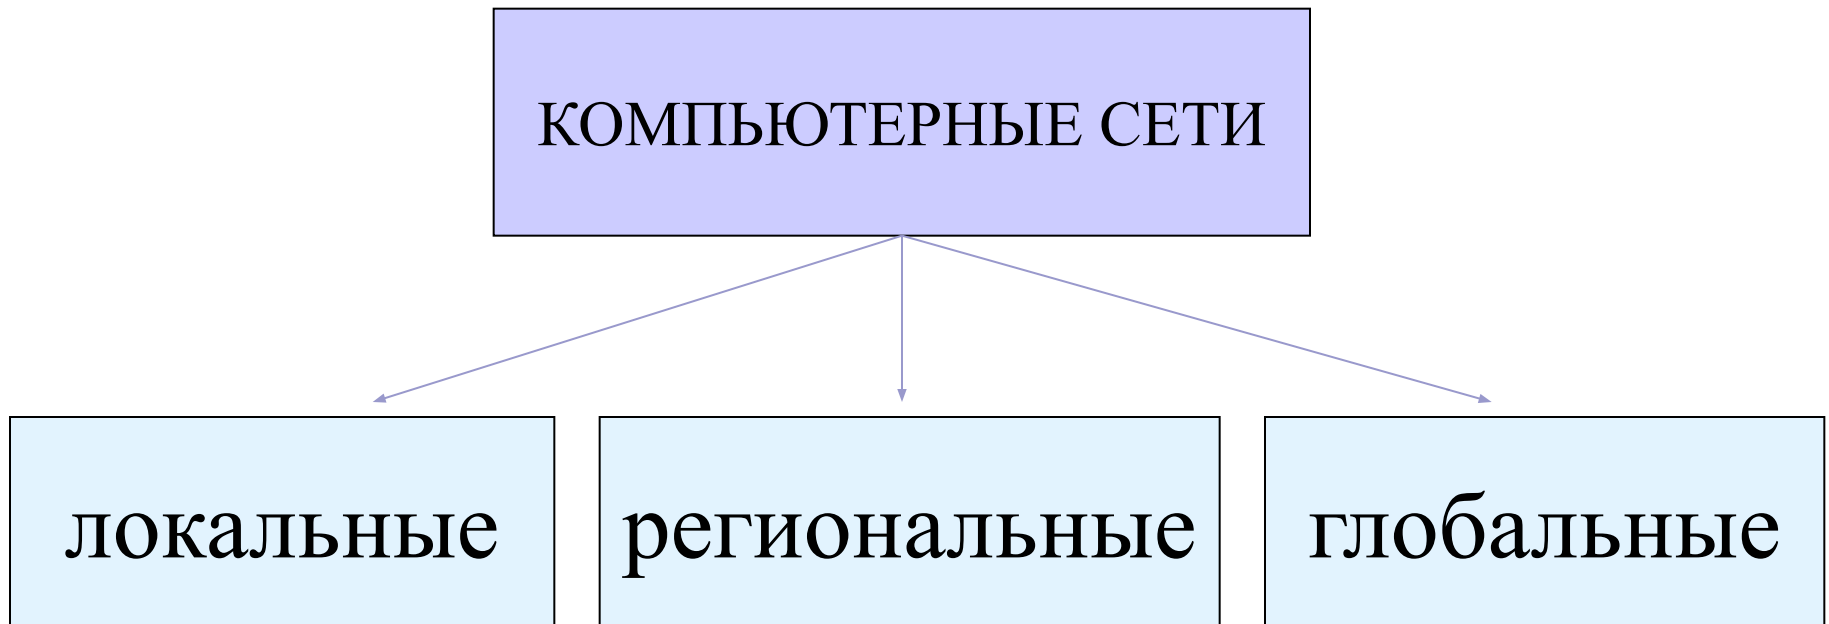 КОМПЬЮТЕРНЫЕ СЕТИ
локальные
региональные
глобальные